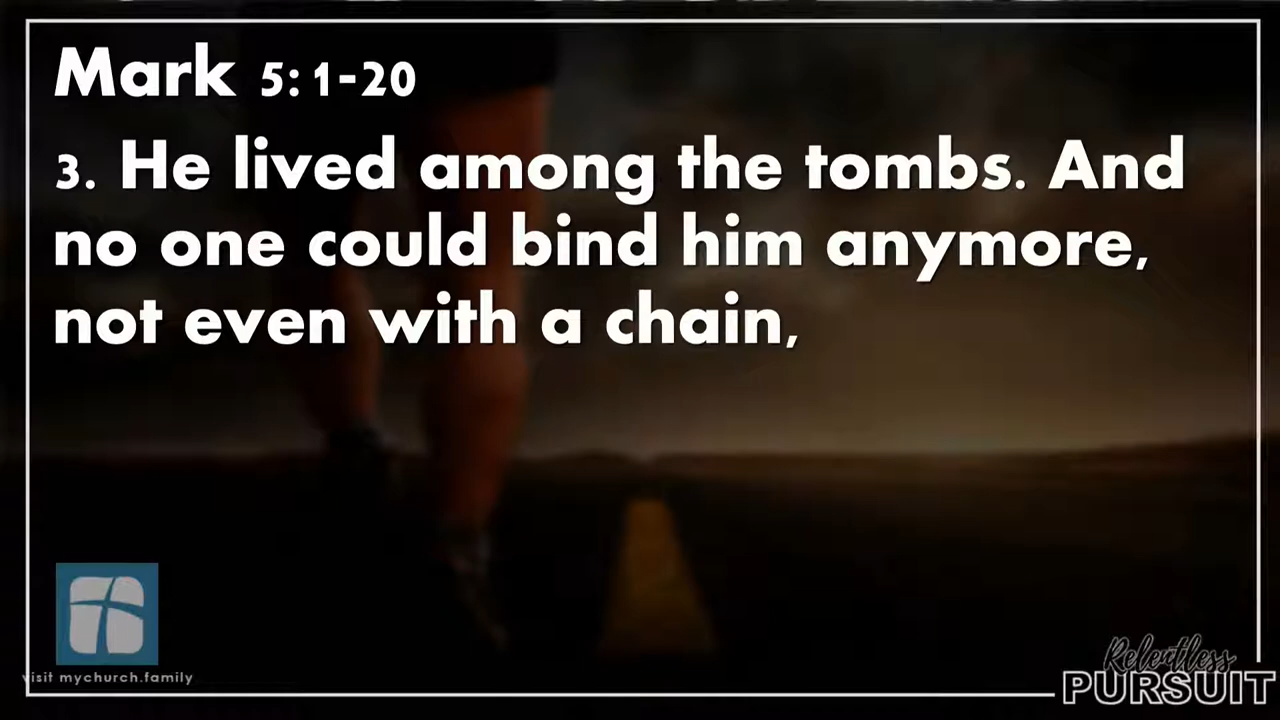 Mark 5:1-20
3. He lived among the tombs. And
no one could bind him anymore,
not even with a chain,
visit mychurch.family
Relentless
PURSUIT